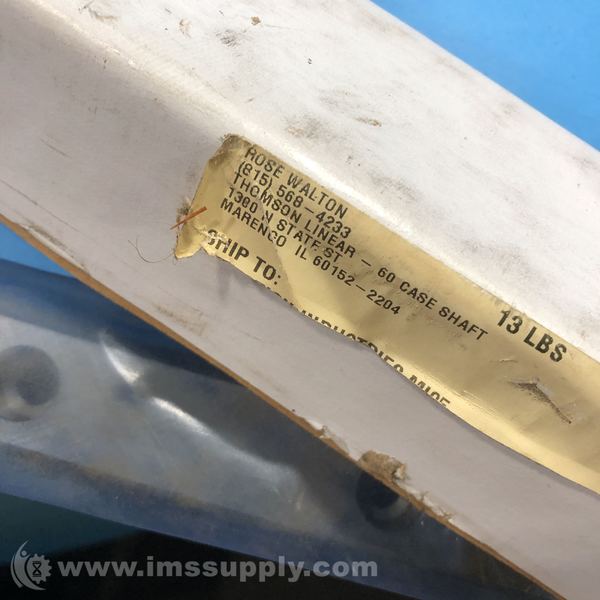 ROSE WALTON
(815) 568-4233
THOMSON LINEAR - 60 CASE SHAFT
1300 N STATE ST
MARENGO IL 60152-2204
13 LBS
SHIP TO:
INDUSTRIES
www.imssupply.com